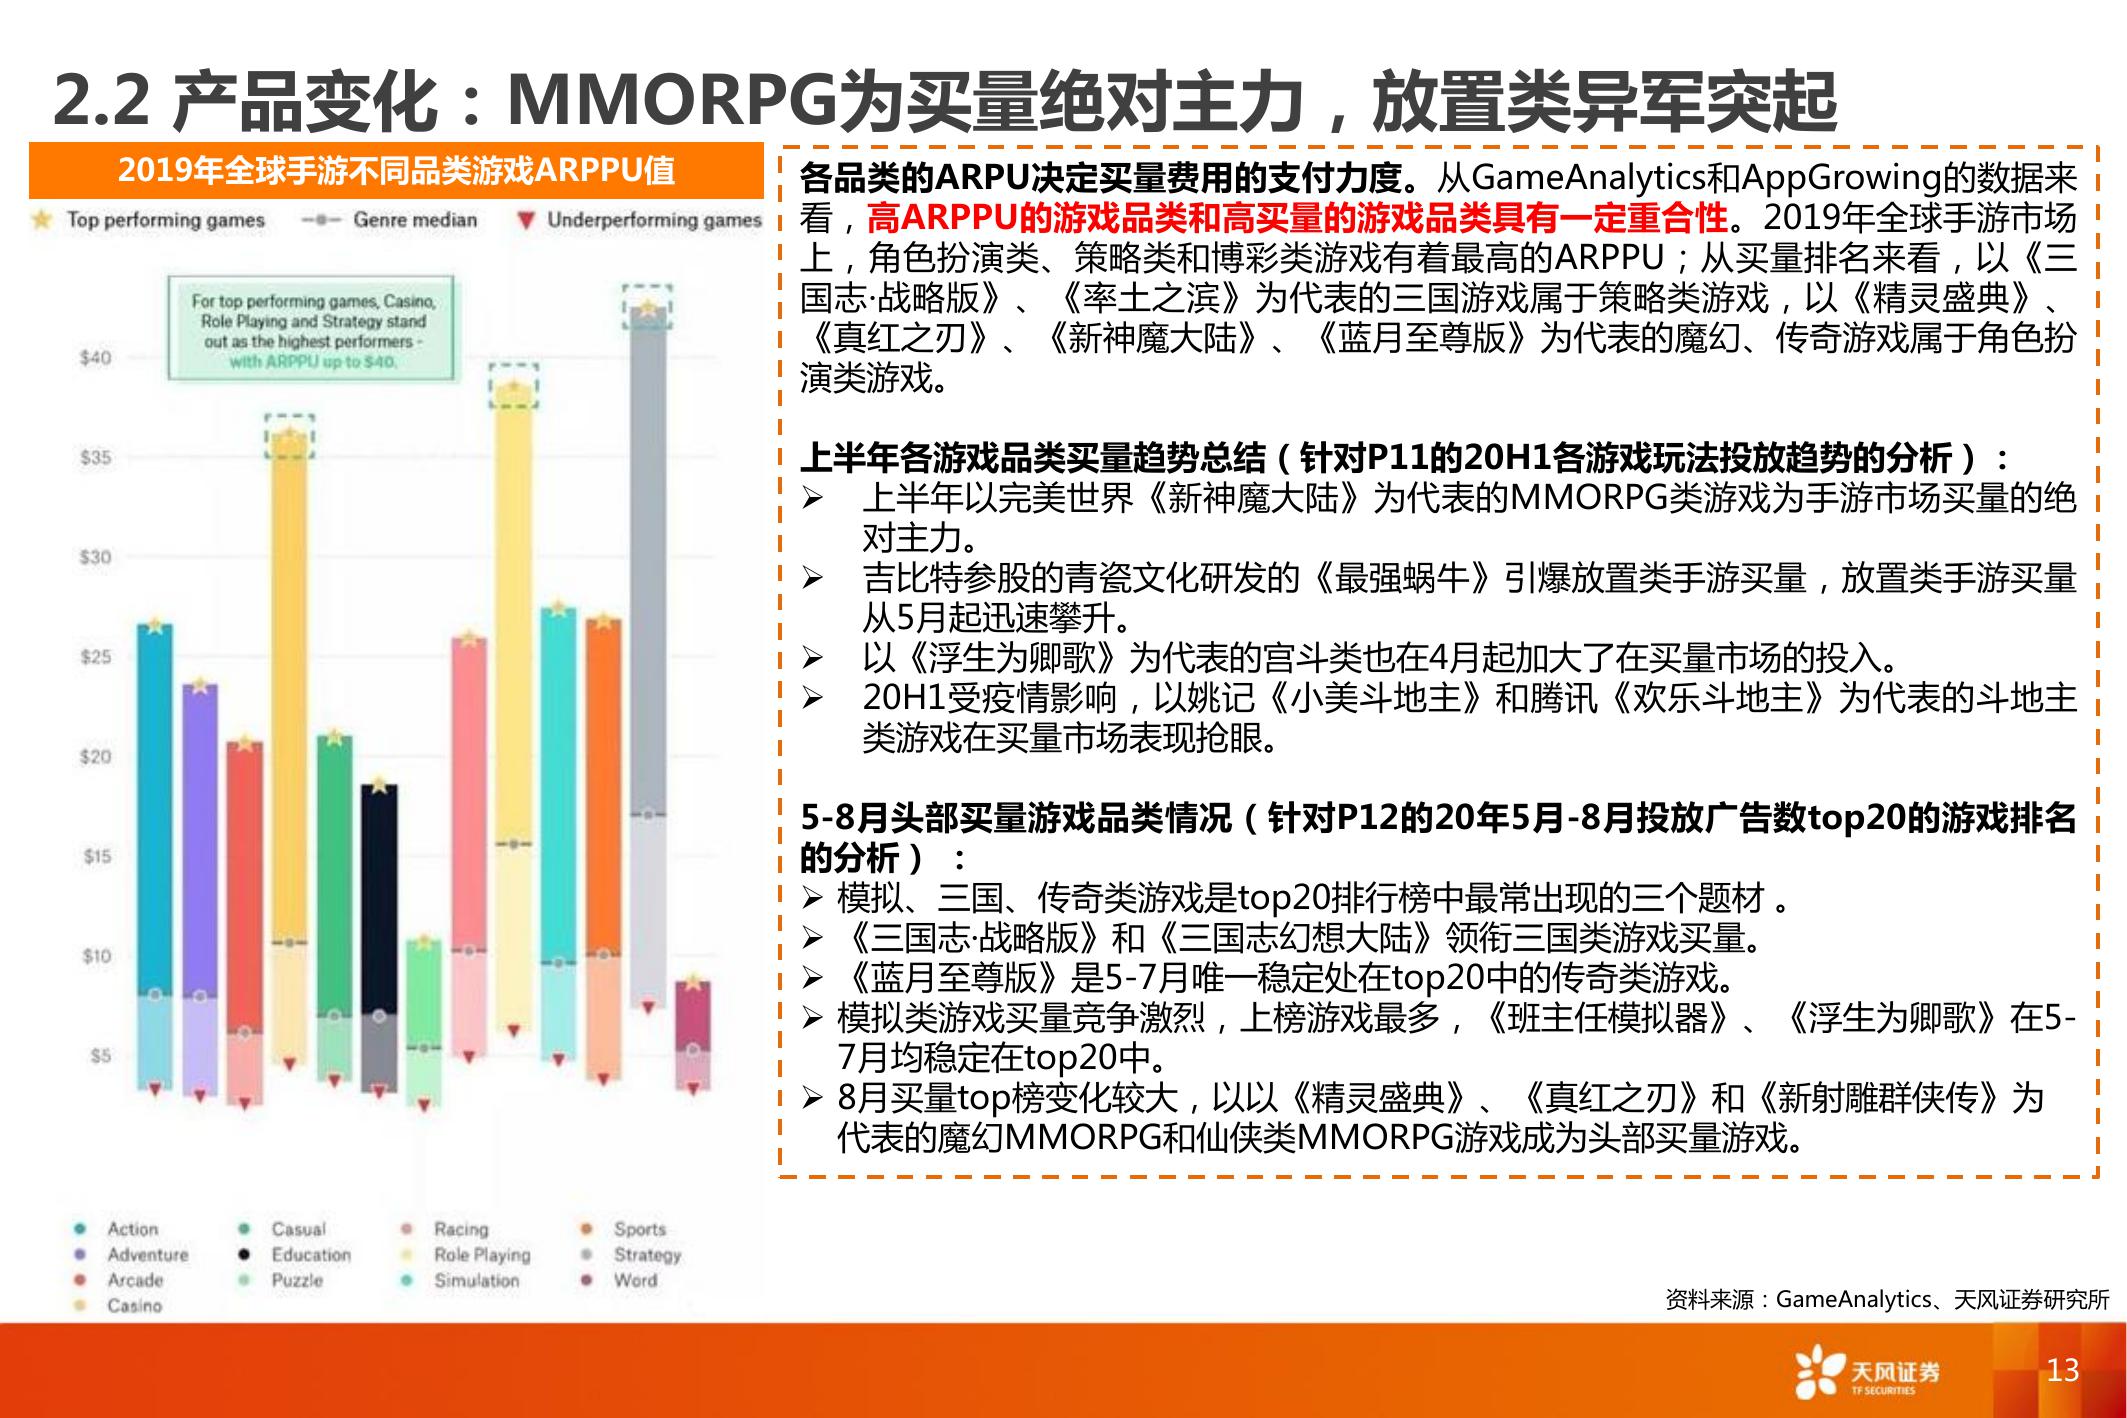 2.2 产品变化：MMORPG为买量绝对主力，放置类异军突起
2019年全球手游不同品类游戏ARPPU值
Top performing games
Genre median
Underperforming games
For top performing games, Casino,
Role Playing and Strategy stand
out as the highest performers -
with ARPPU up to $40.
$40
$35
$30
$25
$20
$15
$10
$5
Action
Adventure
Arcade
Casino
Casual
Education
Puzzle
Racing
Role Playing
Simulation
Sports
Strategy
Word
各品类的ARPU决定买量费用的支付力度。从GameAnalytics和AppGrowing的数据来
看，高ARPPU的游戏品类和高买量的游戏品类具有一定重合性。2019年全球手游市场
上，角色扮演类、策略类和博彩类游戏有着最高的ARPPU；从买量排名来看，以《三
国志·战略版》、《率土之滨》为代表的三国游戏属于策略类游戏，以《精灵盛典》、
《真红之刃》、《新神魔大陆》、《蓝月至尊版》为代表的魔幻、传奇游戏属于角色扮
演类游戏。
上半年各游戏品类买量趋势总结（针对P11的20H1各游戏玩法投放趋势的分析）：
➢ 上半年以完美世界《新神魔大陆》为代表的MMORPG类游戏为手游市场买量的绝
对主力。
➢ 吉比特参股的青瓷文化研发的《最强蜗牛》引爆放置类手游买量，放置类手游买量
从5月起迅速攀升。
➢ 以《浮生为卿歌》为代表的宫斗类也在4月起加大了在买量市场的投入。
➢ 20H1受疫情影响，以姚记《小美斗地主》和腾讯《欢乐斗地主》为代表的斗地主
类游戏在买量市场表现抢眼。
5-8月头部买量游戏品类情况（针对P12的20年5月-8月投放广告数top20的游戏排名
的分析）：
➢ 模拟、三国、传奇类游戏是top20排行榜中最常出现的三个题材 。
➢ 《三国志·战略版》和《三国志幻想大陆》领衔三国类游戏买量。
➢ 《蓝月至尊版》是5-7月唯一稳定处在top20中的传奇类游戏。
➢ 模拟类游戏买量竞争激烈，上榜游戏最多，《班主任模拟器》、《浮生为卿歌》在5-
7月均稳定在top20中。
➢ 8月买量top榜变化较大，以以《精灵盛典》、《真红之刃》和《新射雕群侠传》为
代表的魔幻MMORPG和仙侠类MMORPG游戏成为头部买量游戏。
资料来源：GameAnalytics、天风证券研究所
天风证券
TF SECURITIES
13